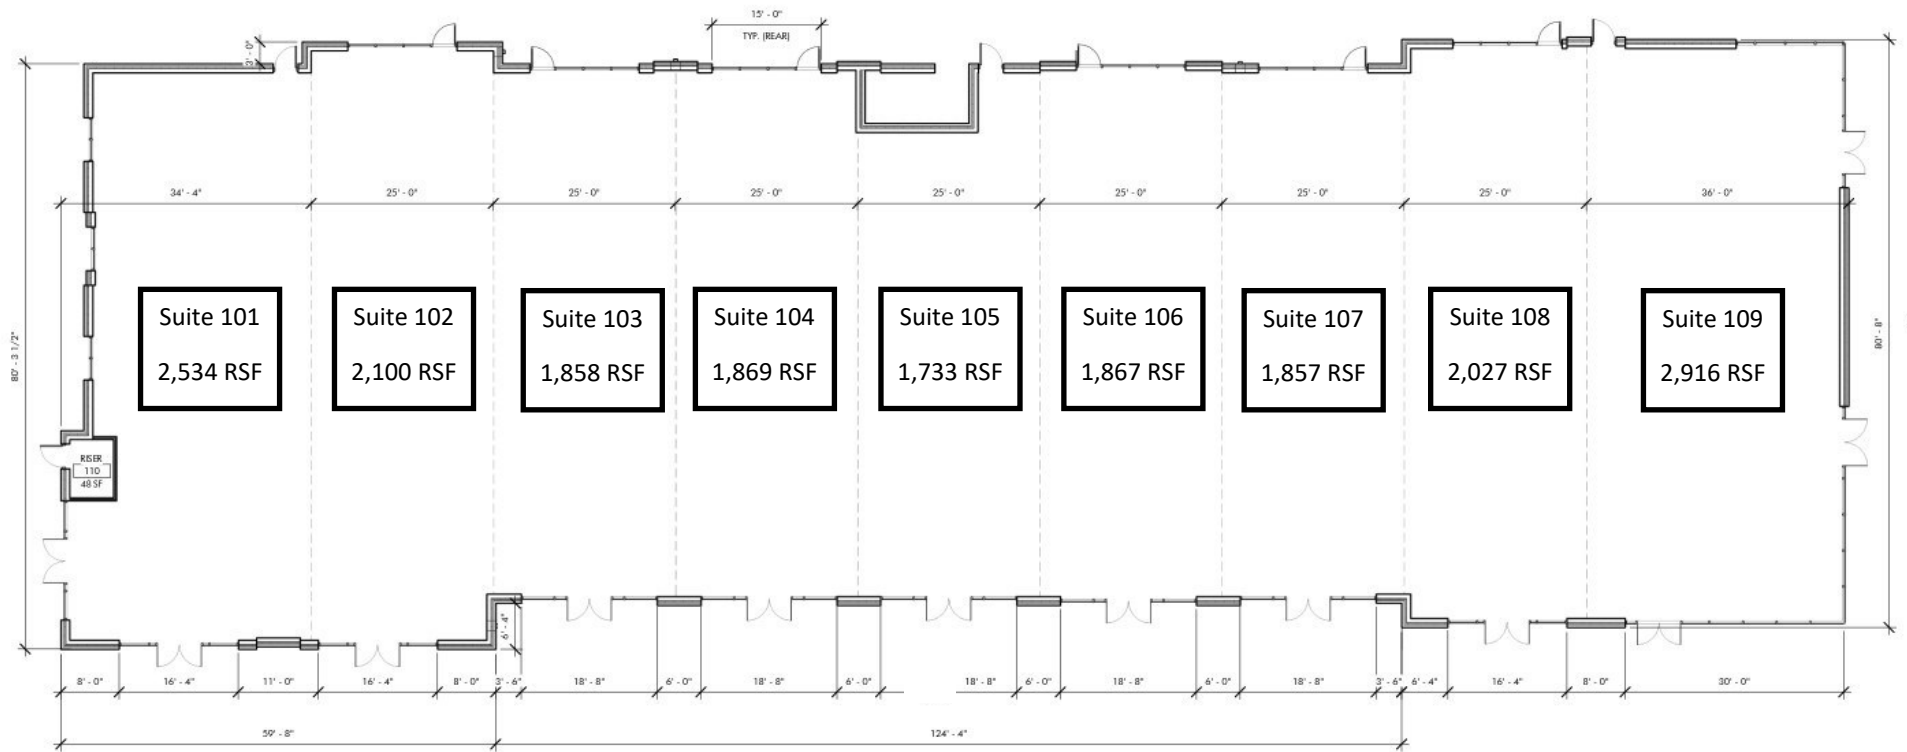 15' - 0"
TYP. (REAR)
3' - 0"
34' - 4"
25' - 0"
25' - 0"
25' - 0"
25' - 0"
25' - 0"
25' - 0"
25' - 0"
36' - 0"
80' - 3 1/2"
80' - 8"
Suite 101
2,534 RSF
Suite 102
2,100 RSF
Suite 103
1,858 RSF
Suite 104
1,869 RSF
Suite 105
1,733 RSF
Suite 106
1,867 RSF
Suite 107
1,857 RSF
Suite 108
2,027 RSF
Suite 109
2,916 RSF
RISER
110
48 SF
6' - 4"
8' - 0"
16' - 4"
11' - 0"
16' - 4"
8' - 0"
3' - 6"
18' - 8"
6' - 0"
18' - 8"
6' - 0"
18' - 8"
6' - 0"
18' - 8"
6' - 0"
18' - 8"
3' - 6"
6' - 4"
16' - 4"
8' - 0"
30' - 0"
59' - 8"
124' - 4"